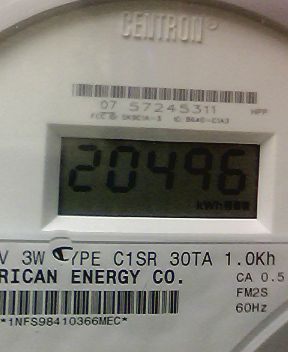 CENTRON®
07 57245311 HPF
20496
kWh
V 3W TYPE C1SR 30TA 1.0Kh
RICAN ENERGY CO. CA 0.5
FM2S
60Hz
*1NFS98410366MEC*